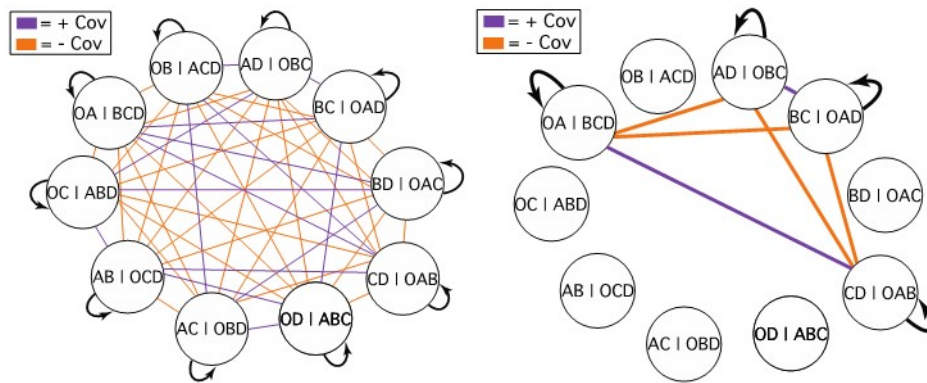 = + Cov
= - Cov
OB | ACD
AD | OBC
OA | BCD
BC | OAD
OC | ABD
BD | OAC
AB | OCD
CD | OAB
AC | OBD
OD | ABC
= + Cov
= - Cov
OB | ACD
AD | OBC
OA | BCD
BC | OAD
OC | ABD
BD | OAC
AB | OCD
CD | OAB
AC | OBD
OD | ABC